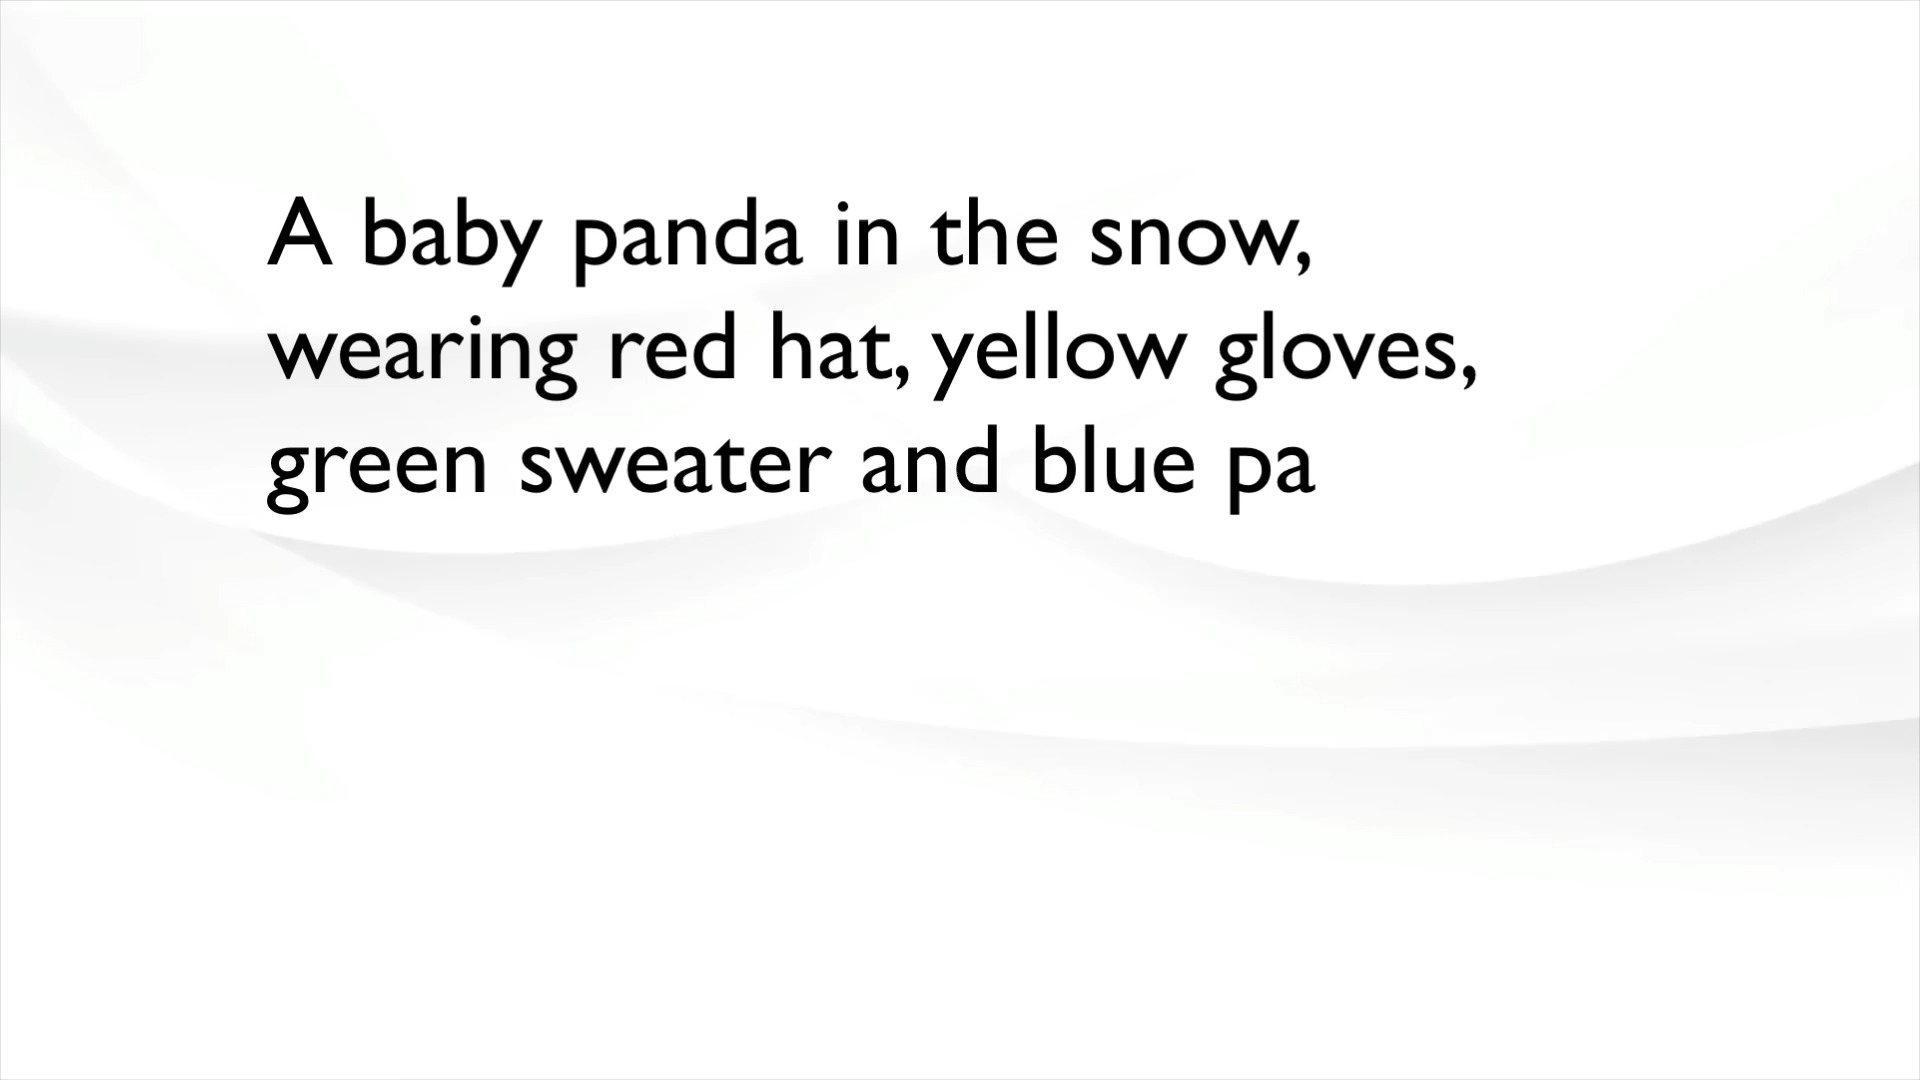 A baby panda in the snow,
wearing red hat, yellow gloves,
green sweater and blue pa